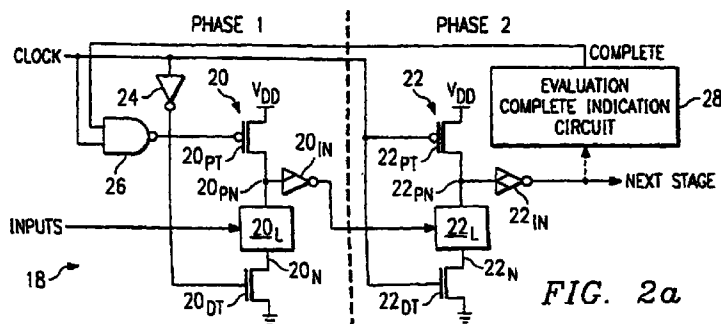 PHASE 1
PHASE 2
CLOCK
COMPLETE
24
20
VDD
22
VDD
EVALUATION
COMPLETE INDICATION
CIRCUIT
28
26
20PT
20IN
22PT
20PN
22PN
22IN
NEXT STAGE
INPUTS
20L
22L
20N
22N
18
20DT
22DT
FIG. 2a